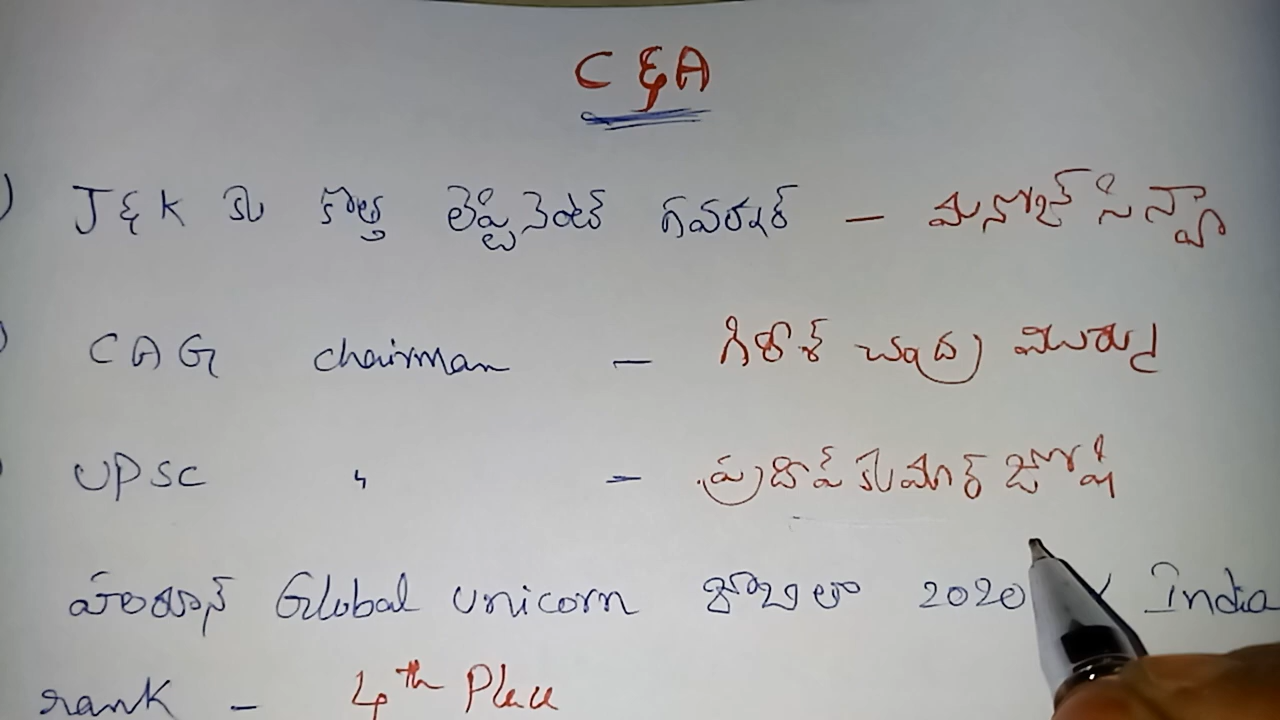 C & A
) J & K కు కొత్త లెఫ్టినెంట్ గవర్నర్ – మనోజ్ సిన్హా
) CAG chairman – గిరీశ్ చంద్ర ముర్ము
UPSC " – ప్రదీప్ కుమార్ జోషి
హురూన్ Global unicorn జాబితా 2020 India
rank – 4th Place